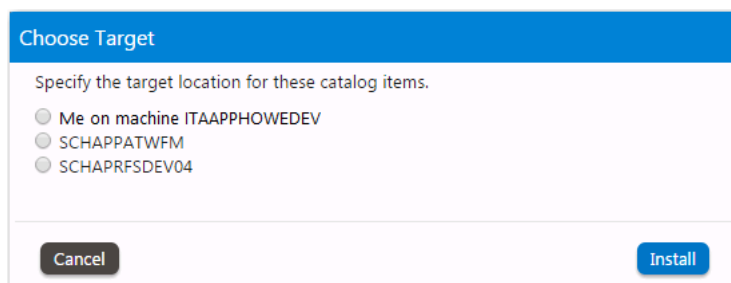 Choose Target
Specify the target location for these catalog items.
Me on machine ITAAPPHOWEDEV
SCHAPPATWFM
SCHAPRFSDEV04
Cancel
Install